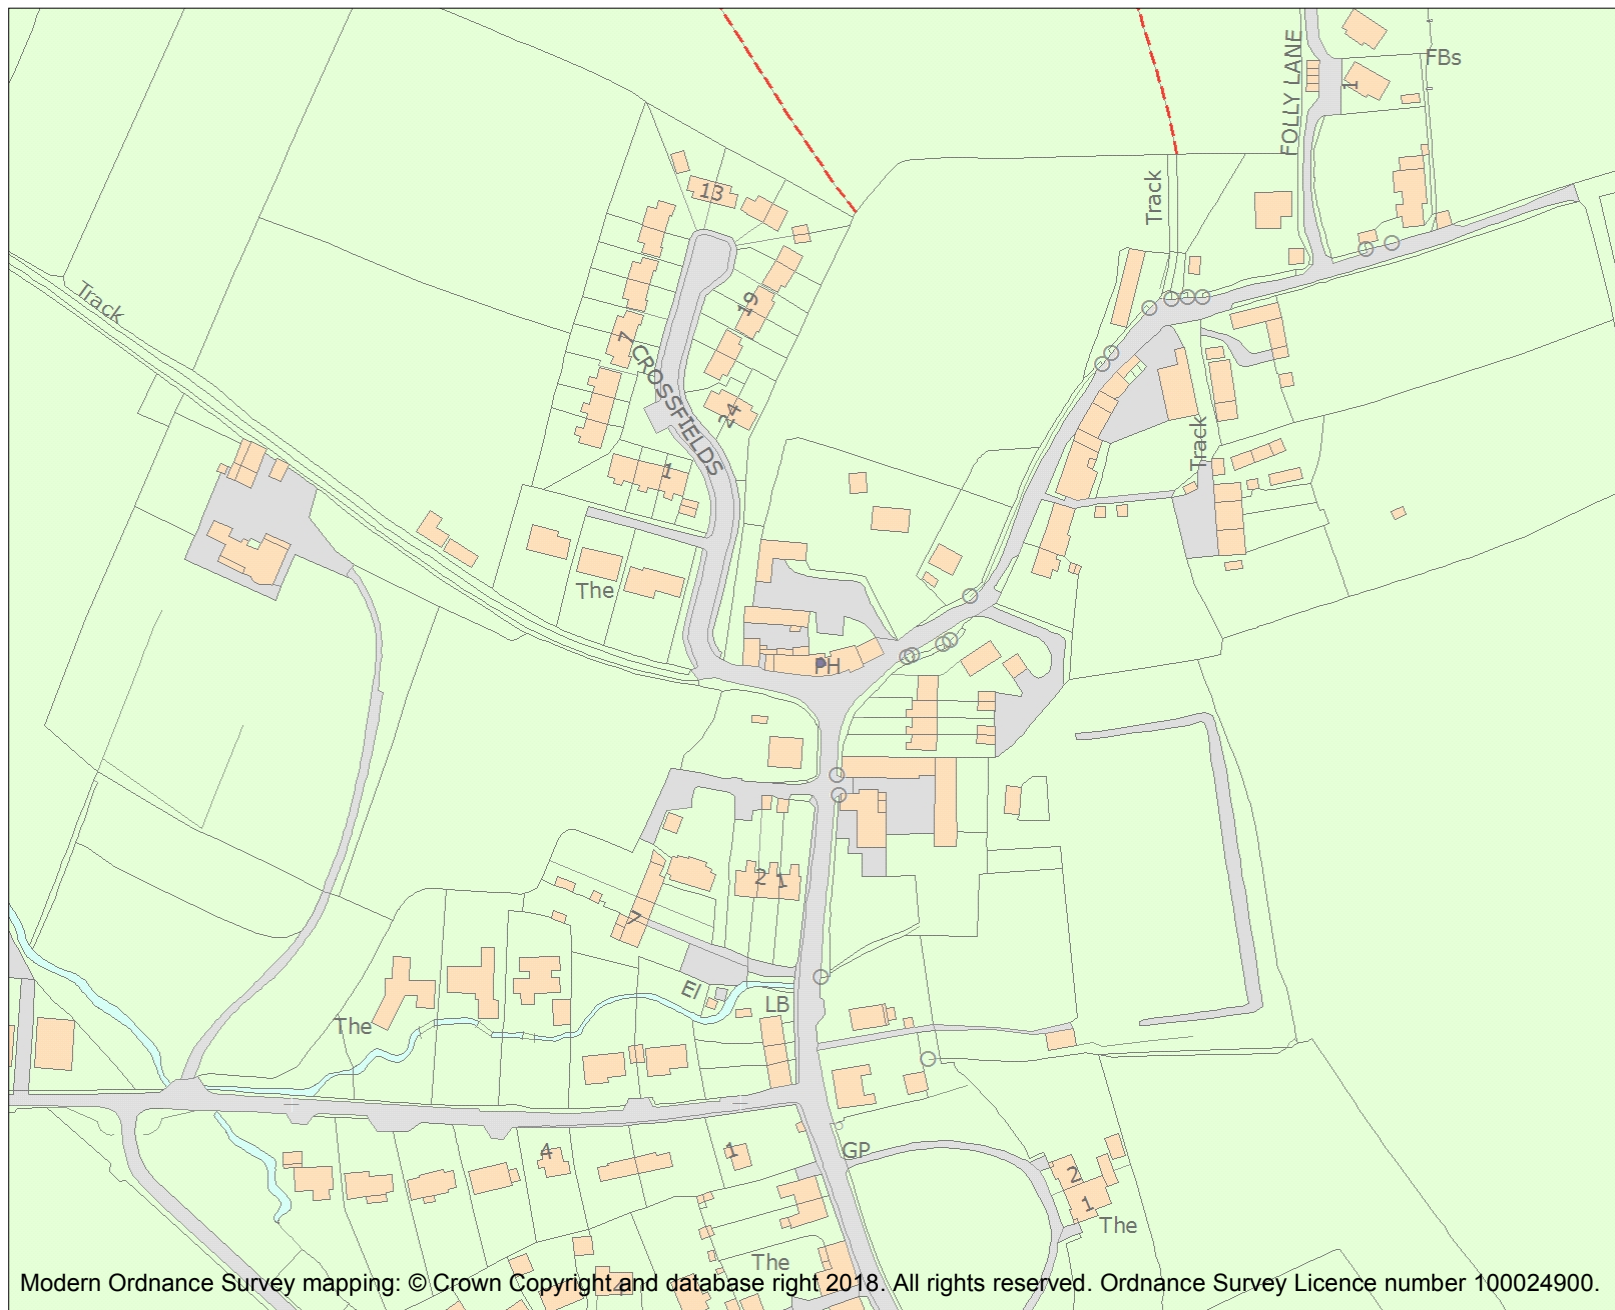 FOLLY LANE
FBs
1
13
Track
Track
19
7
CROSSFIELDS
24
Track
1
The
PH
2
1
7
El
LB
The
4
1
GP
2
1
The
The
Modern Ordnance Survey mapping: © Crown Copyright and database right 2018. All rights reserved. Ordnance Survey Licence number 100024900.